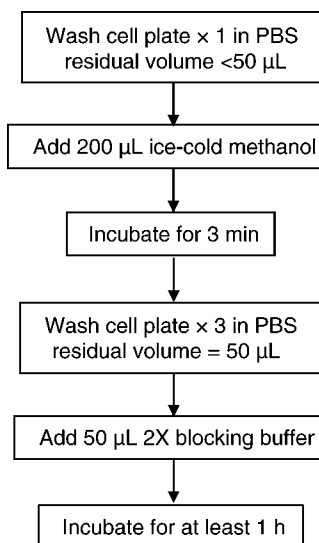 Wash cell plate × 1 in PBS
residual volume <50 µL
Add 200 µL ice-cold methanol
Incubate for 3 min
Wash cell plate × 3 in PBS
residual volume = 50 µL
Add 50 µL 2X blocking buffer
Incubate for at least 1 h